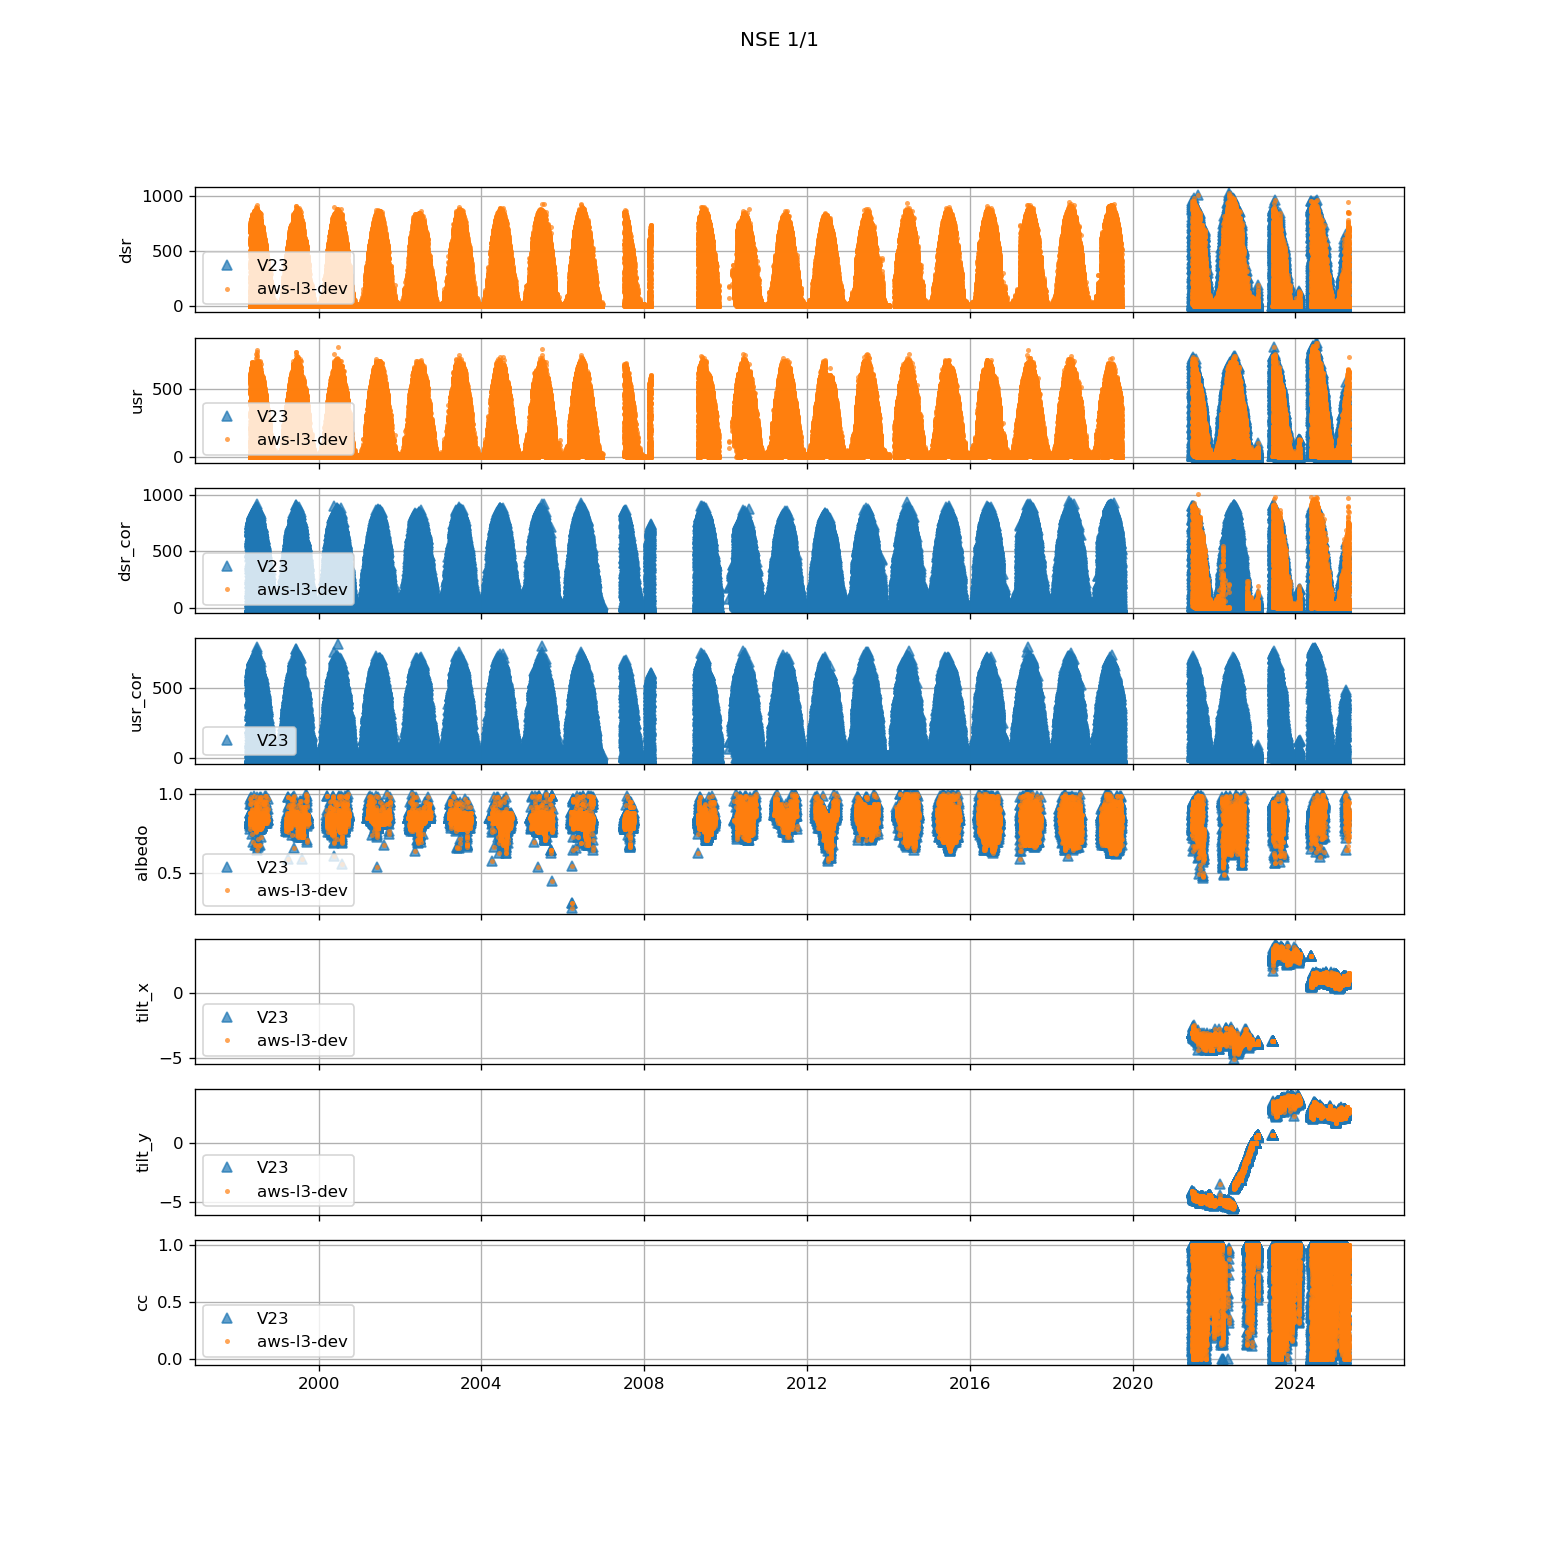 NSE 1/1
1000
500
0
dsr
V23
aws-l3-dev
500
0
usr
V23
aws-l3-dev
1000
500
0
dsr_cor
V23
aws-l3-dev
500
0
usr_cor
V23
1.0
0.5
albedo
V23
aws-l3-dev
0
−5
tilt_x
V23
aws-l3-dev
0
−5
tilt_y
V23
aws-l3-dev
1.0
0.5
0.0
cc
V23
aws-l3-dev
2000 2004 2008 2012 2016 2020 2024